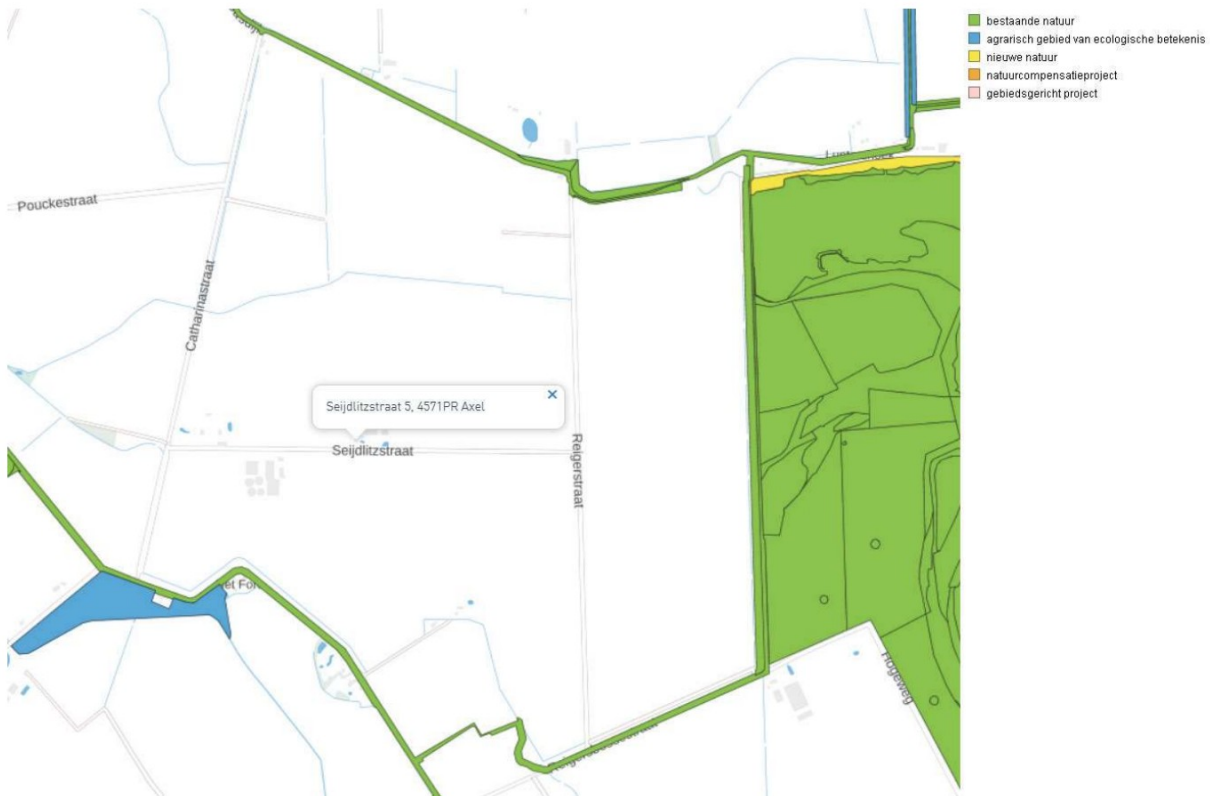 bestaande natuur
agrarisch gebied van ecologische betekenis
nieuwe natuur
natuurcompensatieproject
gebiedsgericht project
Pouckestraat
Catharinastraat
Seijdlitzstraat 5, 4571PR Axel
Seijdlitzstraat
Reigerstraat
Hogeweg